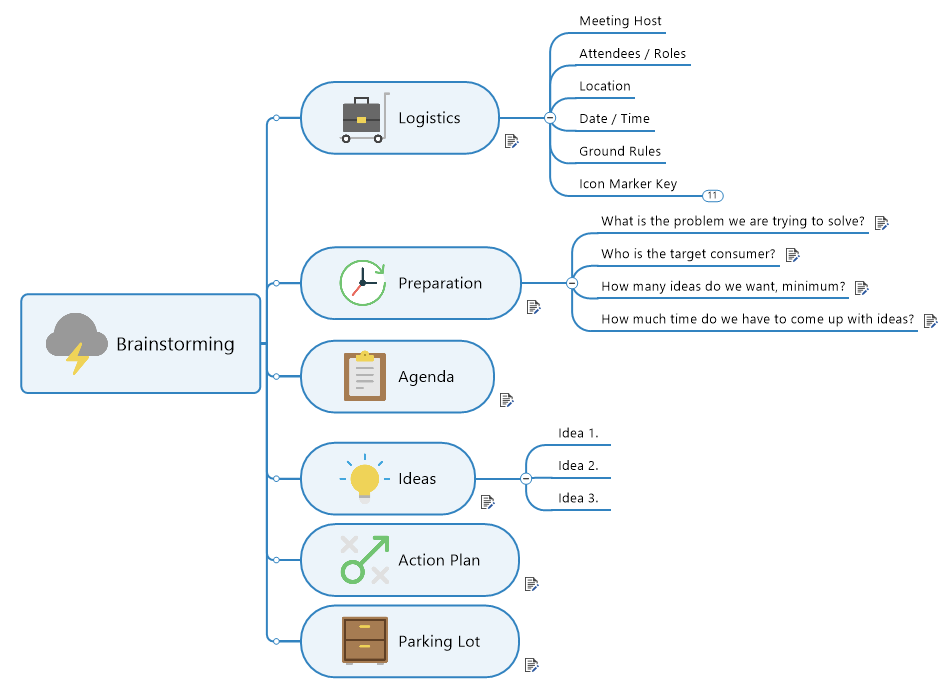 Brainstorming
Logistics
Meeting Host
Attendees / Roles
Location
Date / Time
Ground Rules
Icon Marker Key
11
Preparation
What is the problem we are trying to solve?
Who is the target consumer?
How many ideas do we want, minimum?
How much time do we have to come up with ideas?
Agenda
Ideas
Idea 1.
Idea 2.
Idea 3.
Action Plan
Parking Lot